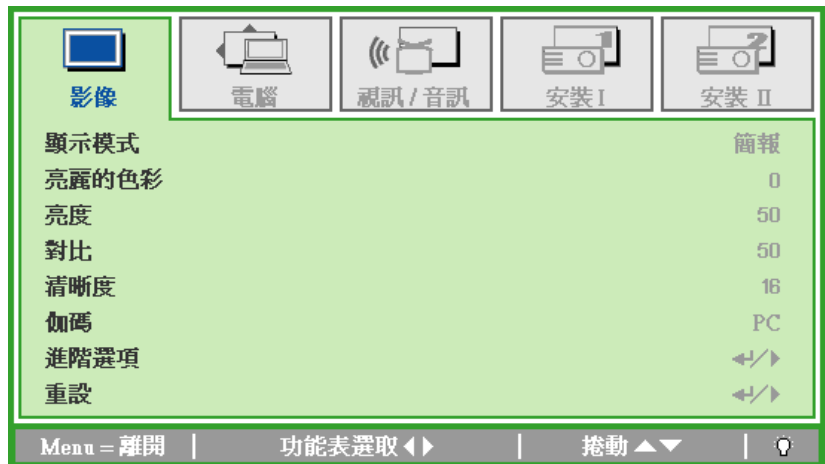 影像 電腦 視訊 / 音訊 安裝 I 安裝 II
顯示模式 簡報
亮麗的色彩 0
亮度 50
對比 50
清晰度 16
伽碼 PC
進階選項 ↵/▶
重設 ↵/▶
Menu = 離開 | 功能表選取 ◀▶ | 捲動 ▲▼ |